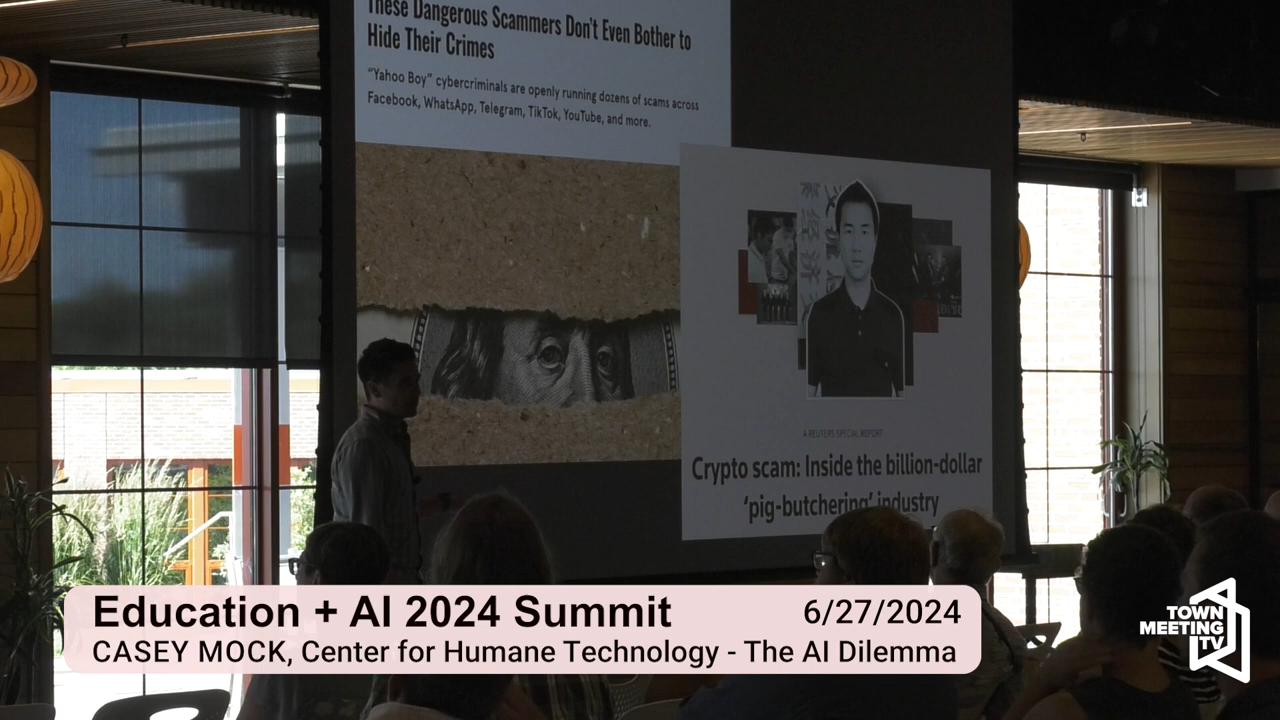 These Dangerous Scammers Don't Even Bother to
Hide Their Crimes
"Yahoo Boy" cybercriminals are openly running dozens of scams across
Facebook, WhatsApp, Telegram, TikTok, YouTube, and more.
A REUTERS SPECIAL REPORT
Crypto scam: Inside the billion-dollar
'pig-butchering' industry
Education + AI 2024 Summit 6/27/2024
CASEY MOCK, Center for Humane Technology - The AI Dilemma
TOWN
MEETING
TV